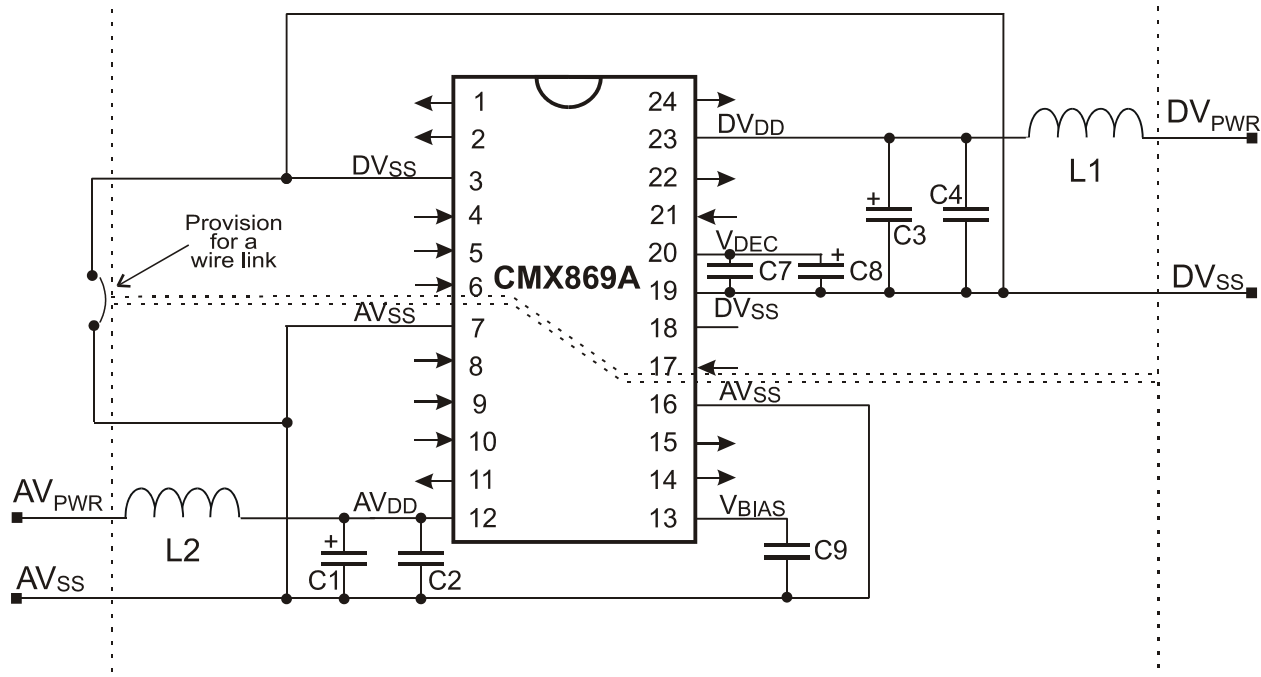 1
24
DVDD
DVPWR
2
23
DVSS
3
22
L1
+
C4
Provision
for a
wire link
4
21
C3
5
VDEC
20
+
C7
C8
CMX869A
6
19
DVSS
DVSS
AVSS
7
18
8
17
AVSS
9
16
10
15
11
14
AVPWR
AVDD
12
13
VBIAS
L2
+
C1
C2
C9
AVSS